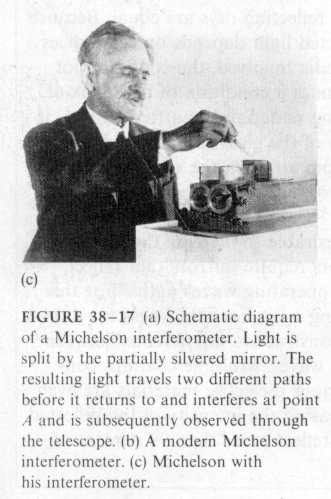 (c)
FIGURE 38–17 (a) Schematic diagram
of a Michelson interferometer. Light is
split by the partially silvered mirror. The
resulting light travels two different paths
before it returns to and interferes at point
A and is subsequently observed through
the telescope. (b) A modern Michelson
interferometer. (c) Michelson with
his interferometer.